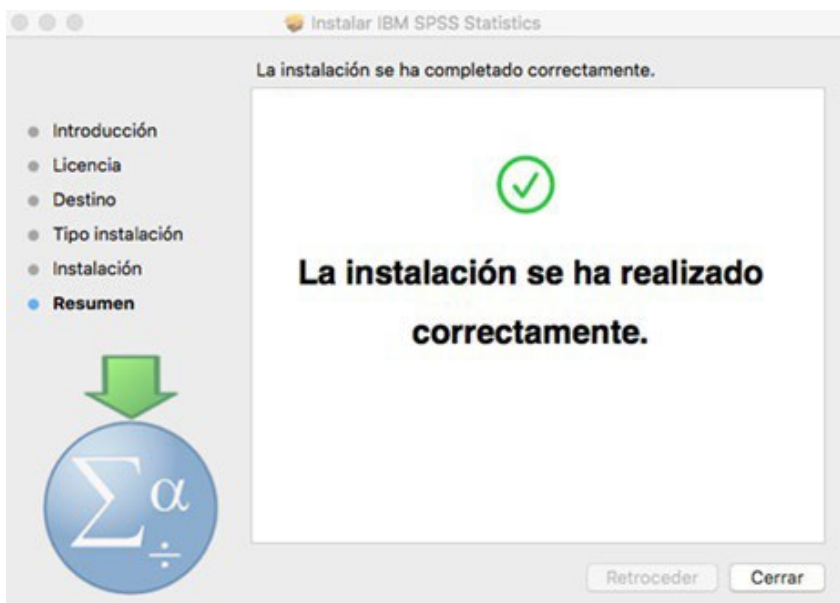 Instalar IBM SPSS Statistics
La instalación se ha completado correctamente.
Introducción
Licencia
Destino
Tipo instalación
Instalación
Resumen
La instalación se ha realizado
correctamente.
Σ α
÷
Retroceder
Cerrar